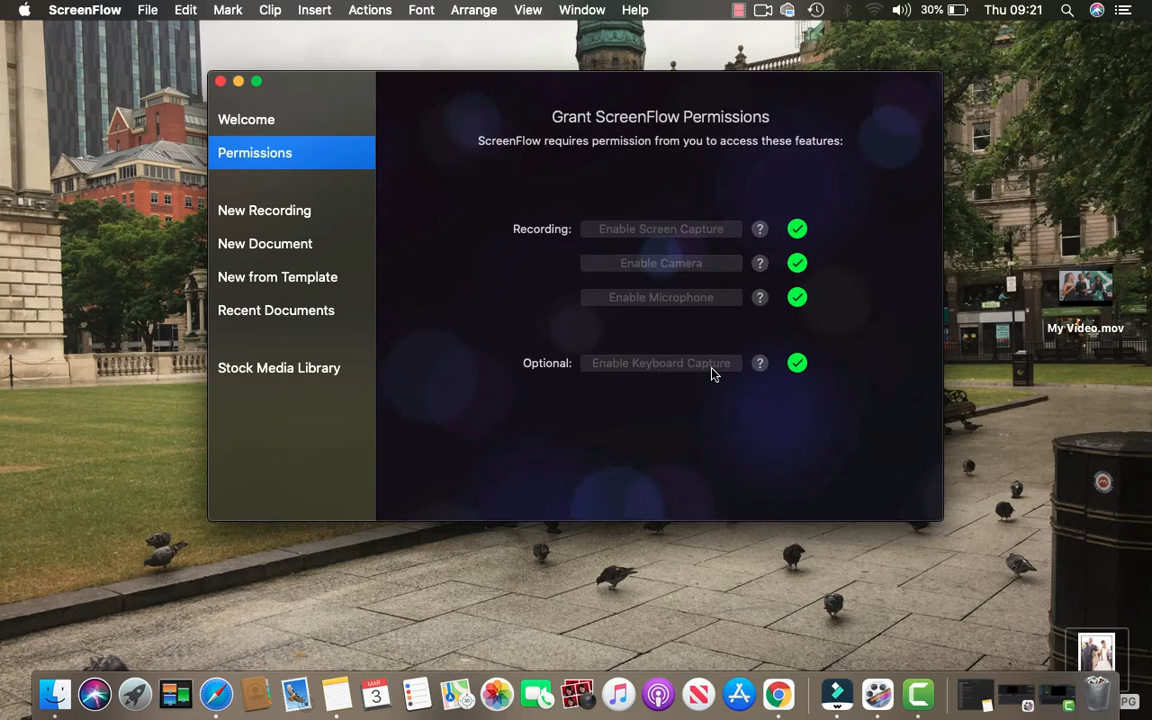 ScreenFlow File Edit Mark Clip Insert Actions Font Arrange View Window Help 30% Thu 09:21
Welcome
Permissions
New Recording
New Document
New from Template
Recent Documents
Stock Media Library
Grant ScreenFlow Permissions
ScreenFlow requires permission from you to access these features:
Recording: Enable Screen Capture ?
Enable Camera ?
Enable Microphone ?
Optional: Enable Keyboard Capture ?
My Video.mov
MAR
3
PG